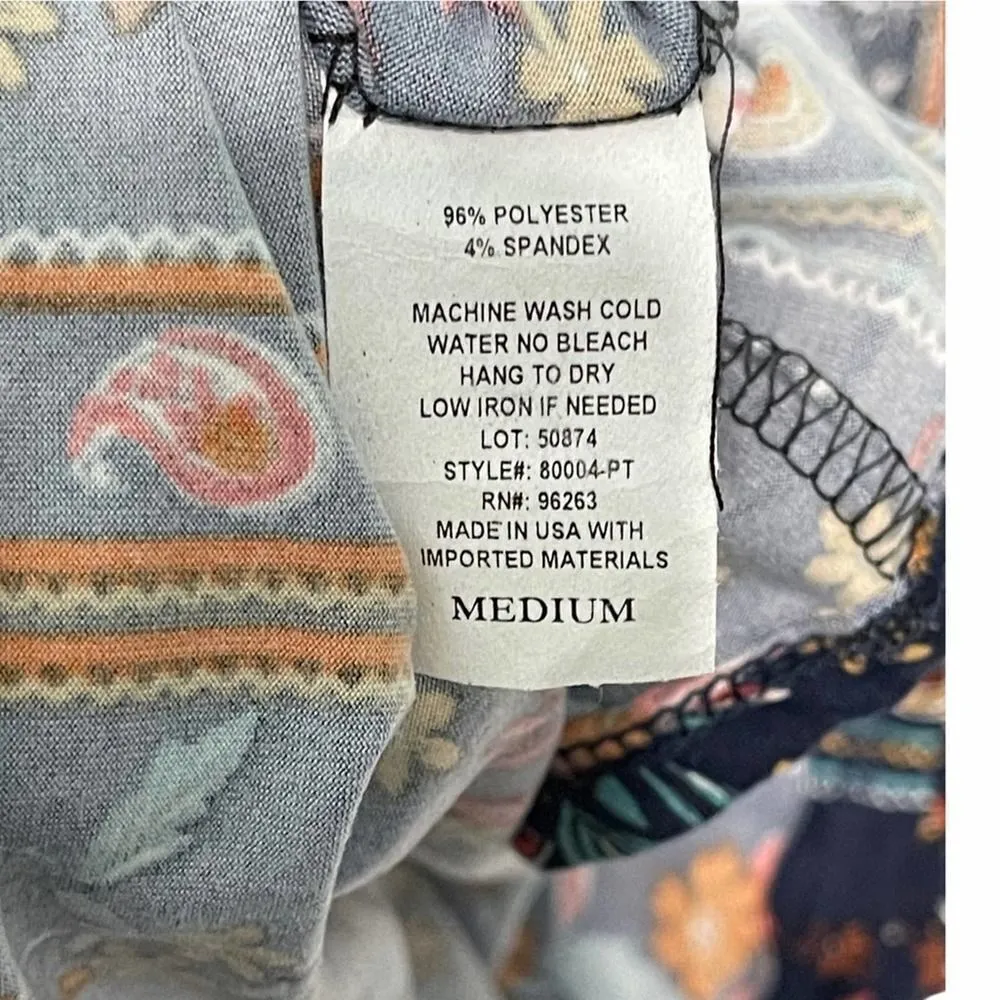 96% POLYESTER
4% SPANDEX
MACHINE WASH COLD
WATER NO BLEACH
HANG TO DRY
LOW IRON IF NEEDED
LOT: 50874
STYLE#: 80004-PT
RN#: 96263
MADE IN USA WITH
IMPORTED MATERIALS
MEDIUM